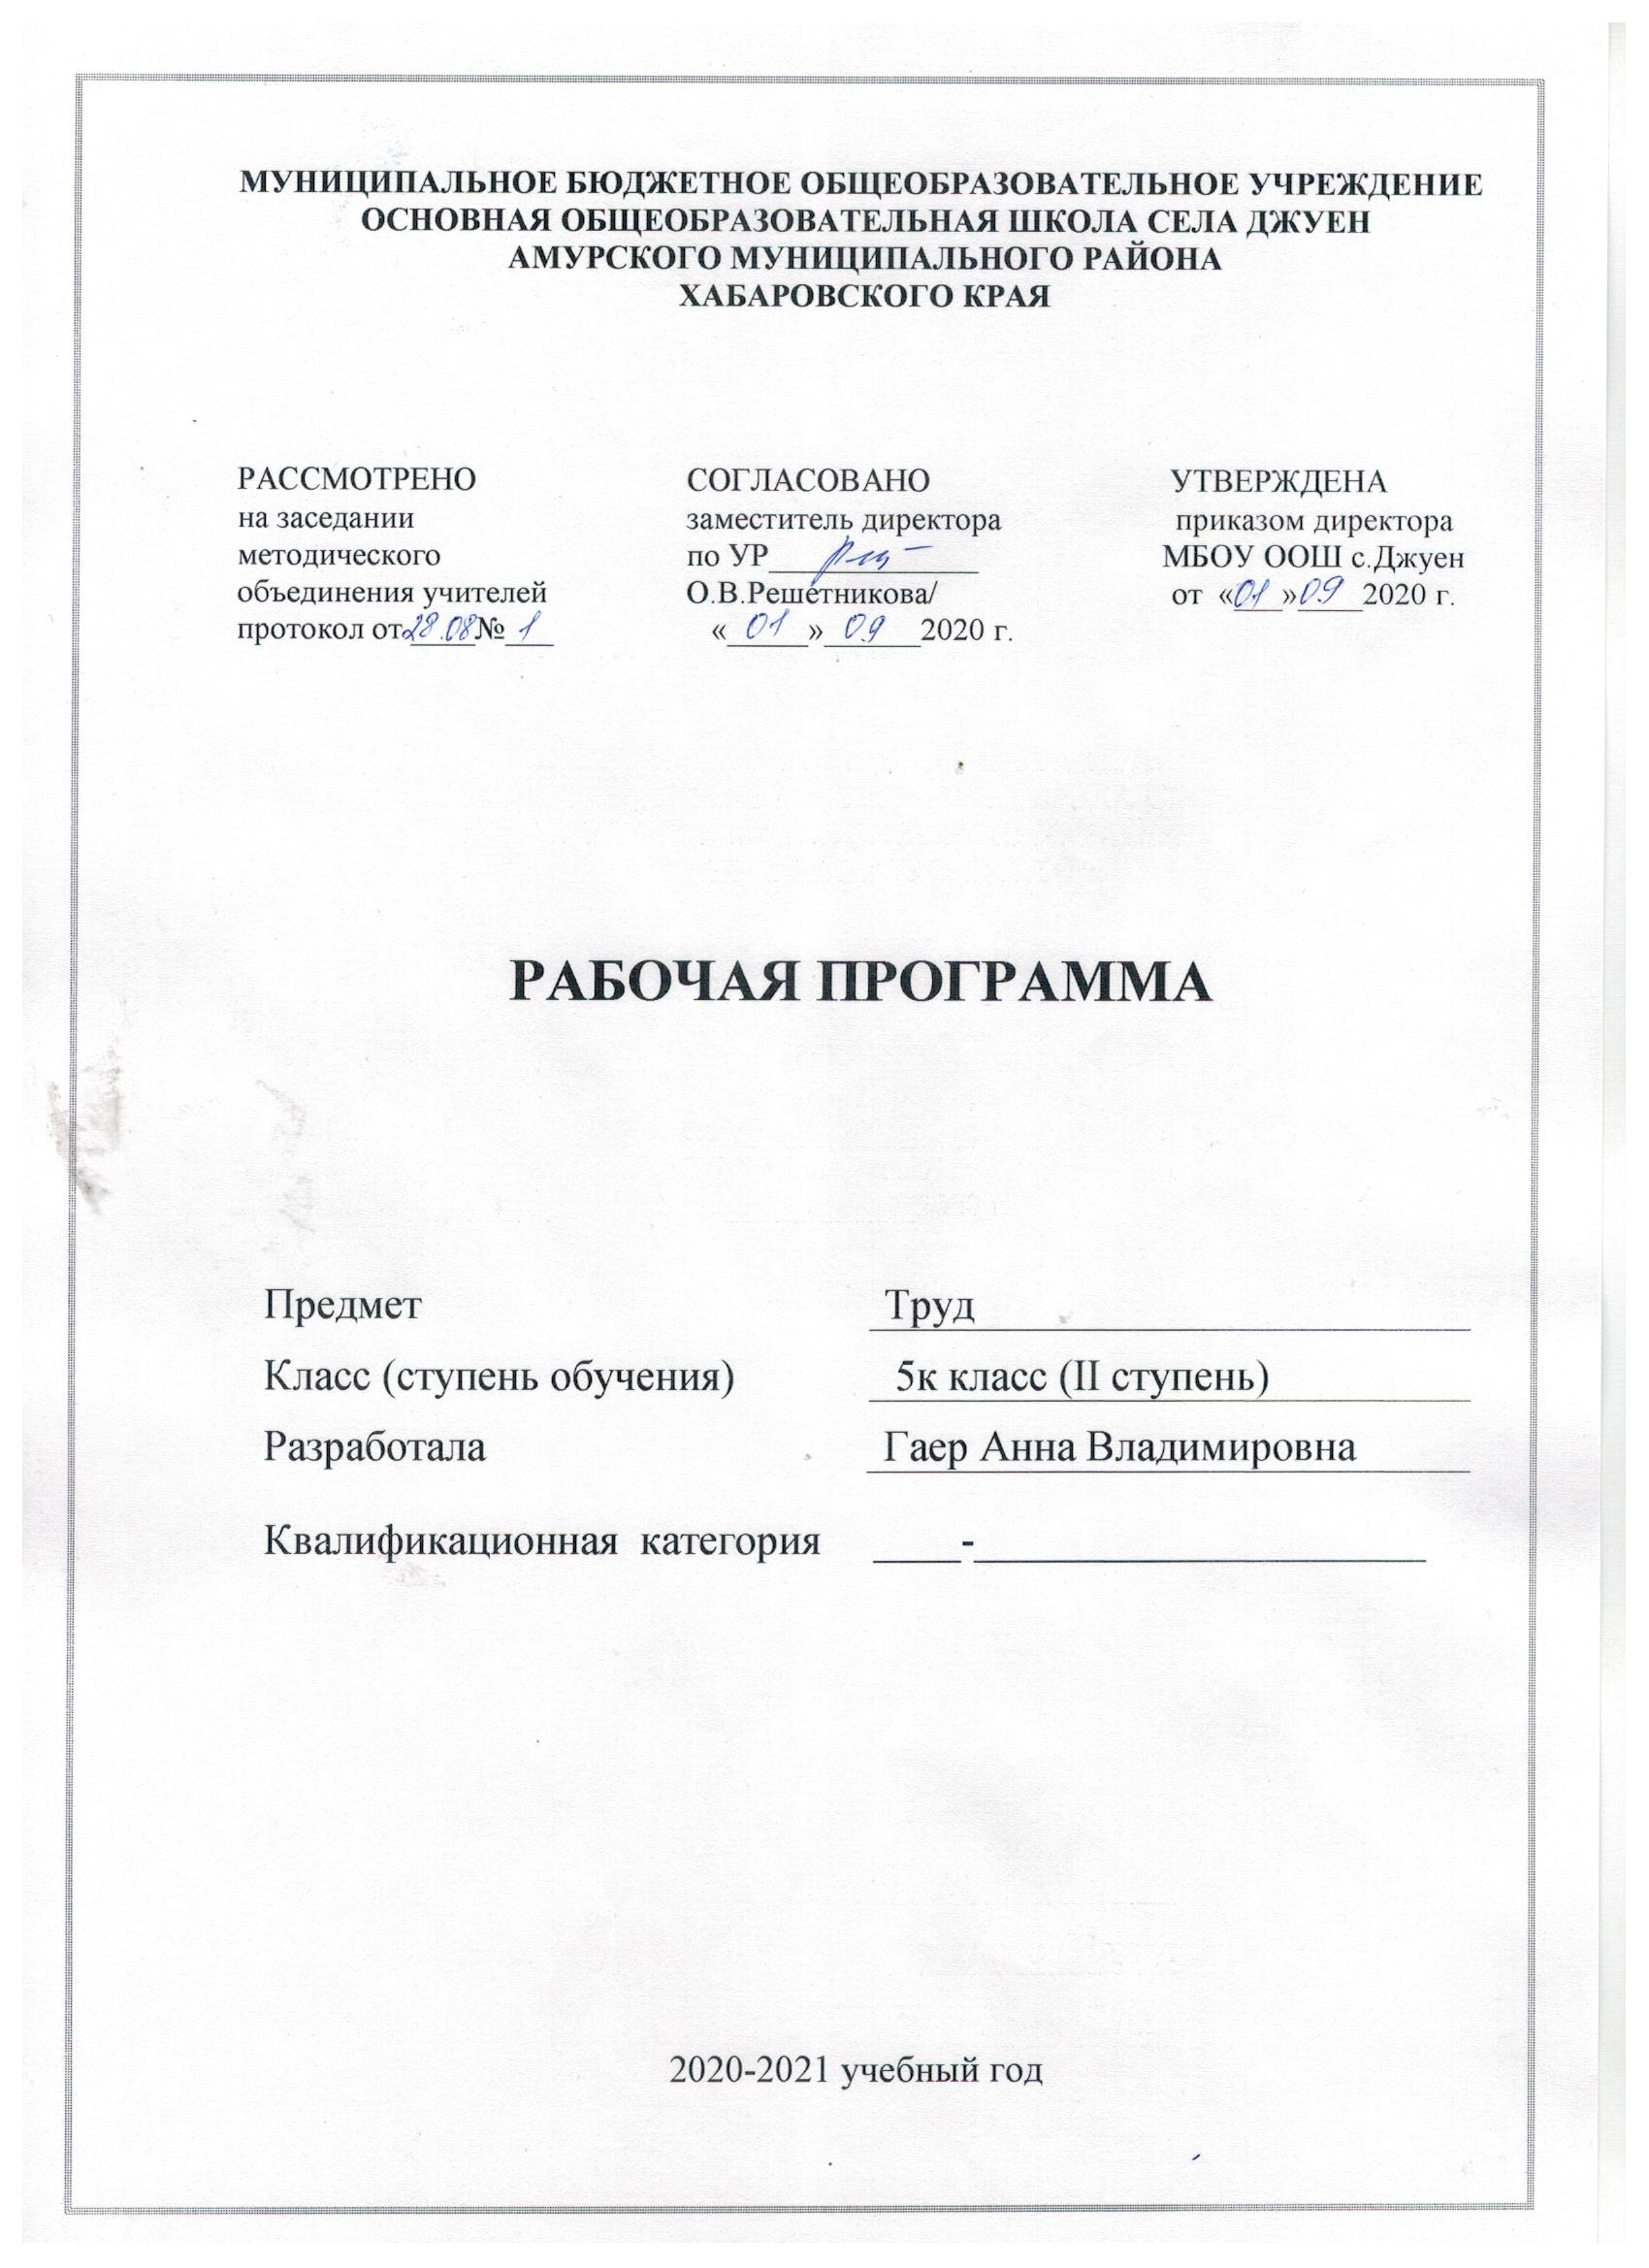 МУНИЦИПАЛЬНОЕ БЮДЖЕТНОЕ ОБЩЕОБРАЗОВАТЕЛЬНОЕ УЧРЕЖДЕНИЕ
ОСНОВНАЯ ОБЩЕОБРАЗОВАТЕЛЬНАЯ ШКОЛА СЕЛА ДЖУЕН
АМУРСКОГО МУНИЦИПАЛЬНОГО РАЙОНА
ХАБАРОВСКОГО КРАЯ
РАССМОТРЕНО
на заседании
методического
объединения учителей
протокол от 28.08 № 1
СОГЛАСОВАНО
заместитель директора
по УР
О.В.Решетникова/
« 01 » 09 2020 г.
УТВЕРЖДЕНА
приказом директора
МБОУ ООШ с.Джуен
от «01» 09 2020 г.
РАБОЧАЯ ПРОГРАММА
Предмет Труд
Класс (ступень обучения) 5к класс (II ступень)
Разработала Гаер Анна Владимировна
Квалификационная категория ____-____
2020-2021 учебный год